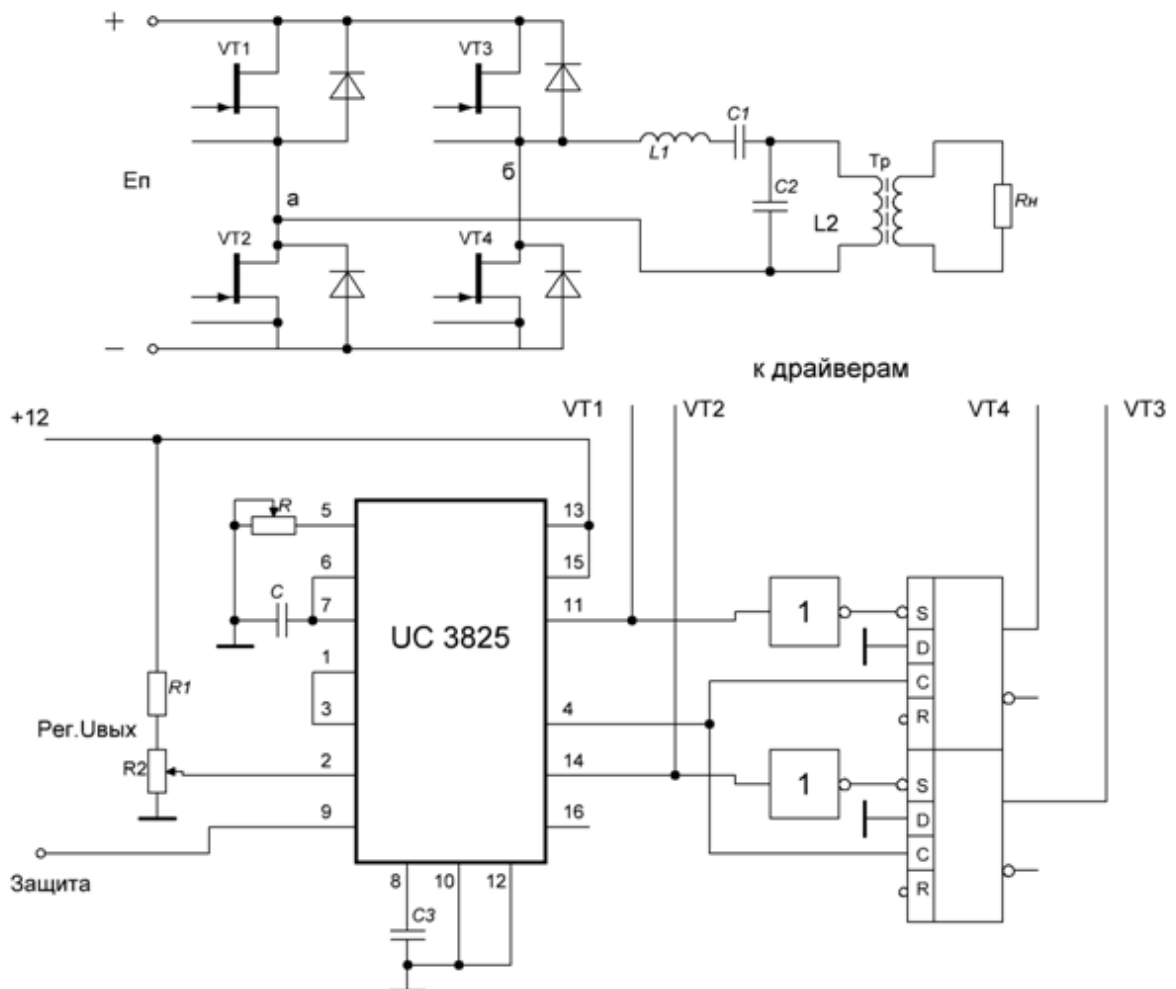 +
VT1
VT3
C1
L1
Tp
б
Eп
а
C2
Rн
L2
VT2
VT4
−
к драйверам
+12
VT1
VT2
VT4
VT3
R
5
13
6
15
C
7
11
1
S
UC 3825
D
1
C
R1
3
4
R
Рег.Uвых
R2
2
14
1
S
9
16
D
C
Защита
8
10
12
R
C3